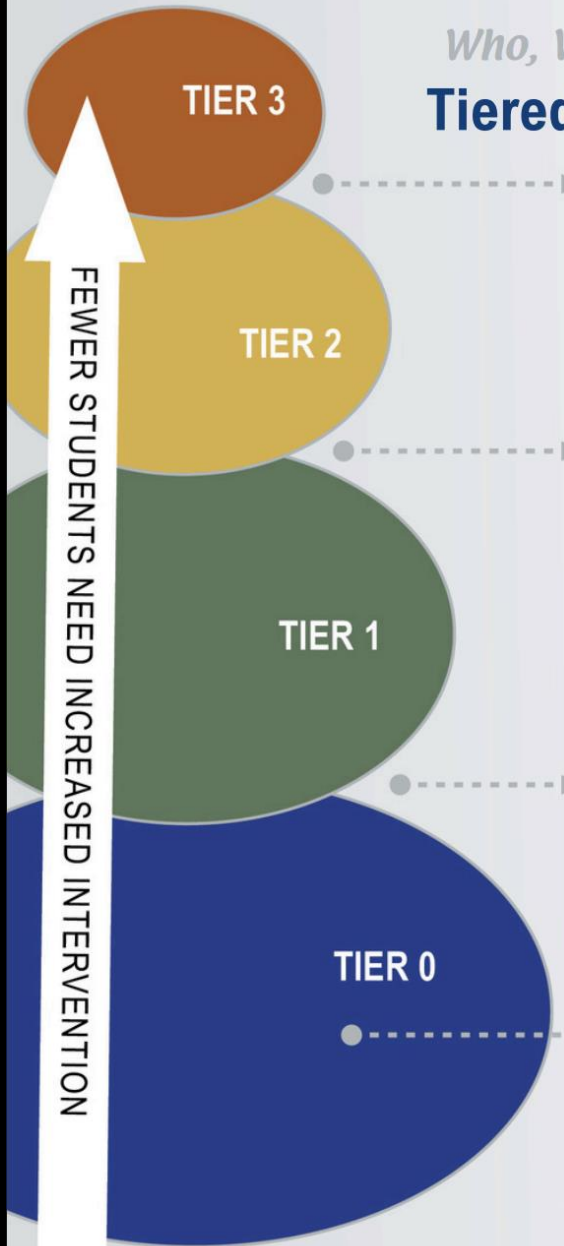 Who,
Tiered
TIER 3
TIER 2
TIER 1
TIER 0
FEWER STUDENTS NEED INCREASED INTERVENTION